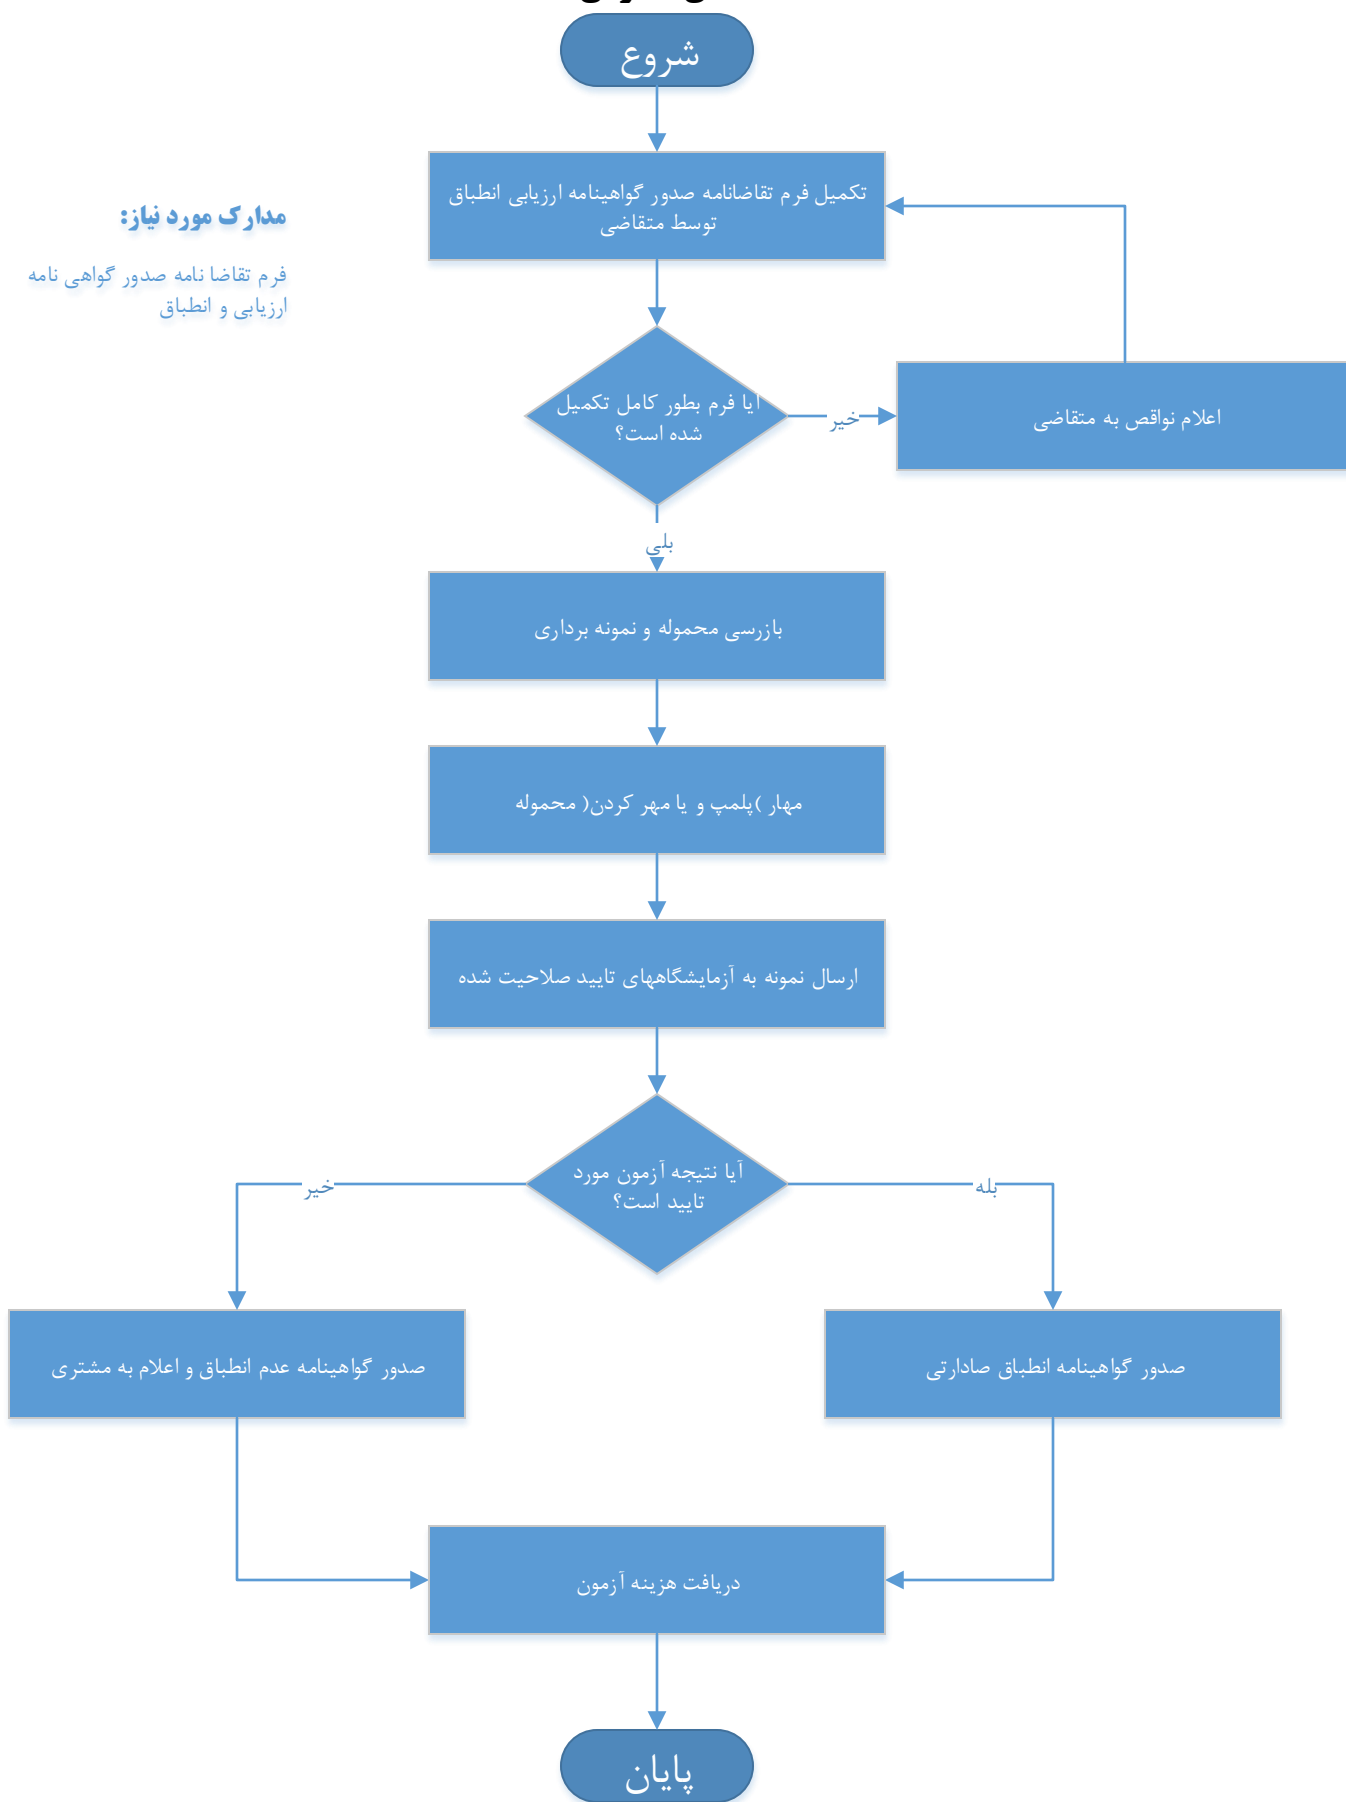 شروع
تکمیل فرم تقاضانامه صدور گواهینامه ارزیابی انطباق
توسط متقاضی
مدارک مورد نیاز:
فرم تقاضا نامه صدور گواهی نامه
ارزیابی و انطباق
آیا فرم بطور کامل تکمیل
شده است؟
خیر
اعلام نواقص به متقاضی
بلی
بازرسی محموله و نمونه برداری
مهار )پلمپ و یا مهر کردن( محموله
ارسال نمونه به آزمایشگاههای تایید صلاحیت شده
آیا نتیجه آزمون مورد
تایید است؟
بله
خیر
صدور گواهینامه انطباق صادارتی
صدور گواهینامه عدم انطباق و اعلام به مشتری
دریافت هزینه آزمون
پایان